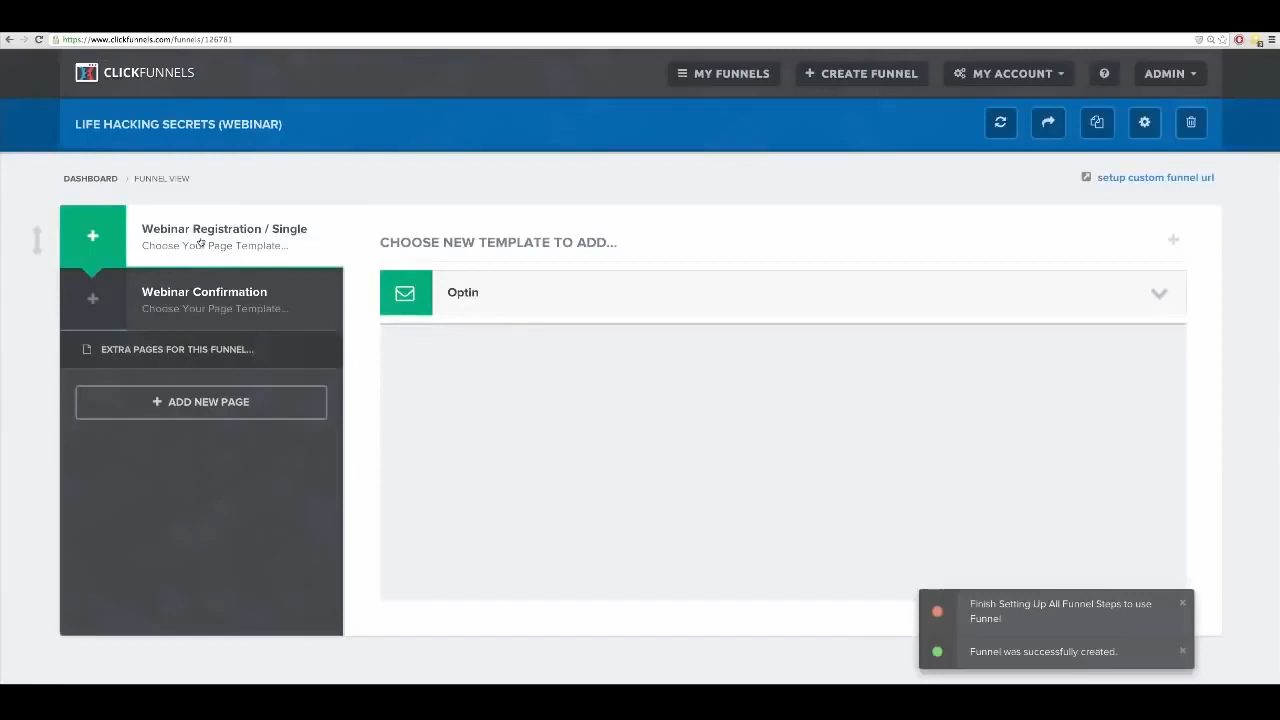 https://www.clickfunnels.com/funnels/126781
CLICKFUNNELS
MY FUNNELS
CREATE FUNNEL
MY ACCOUNT
ADMIN
LIFE HACKING SECRETS (WEBINAR)
DASHBOARD / FUNNEL VIEW
setup custom funnel url
Webinar Registration / Single
Choose Your Page Template...
CHOOSE NEW TEMPLATE TO ADD...
Webinar Confirmation
Choose Your Page Template...
Optin
EXTRA PAGES FOR THIS FUNNEL...
+ ADD NEW PAGE
Finish Setting Up All Funnel Steps to use
Funnel
Funnel was successfully created.